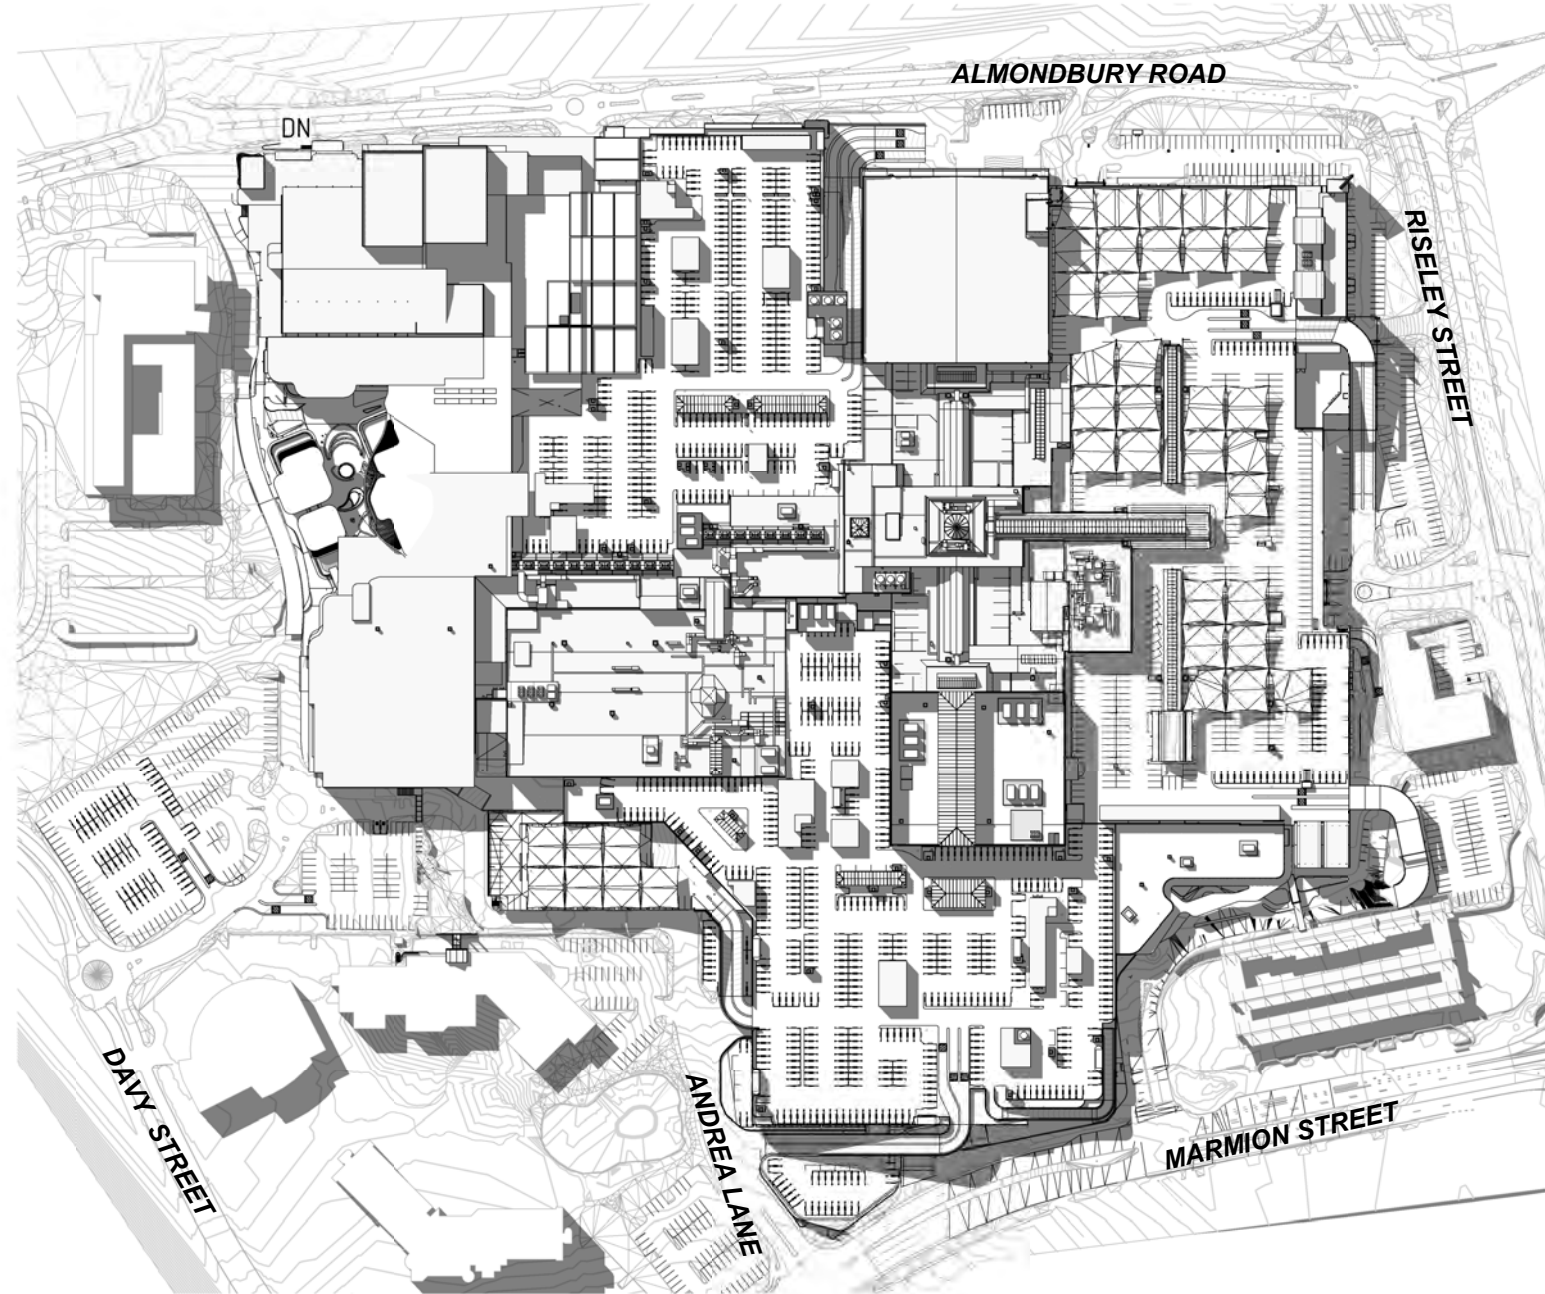 ALMONDBURY ROAD
DN
RISELEY STREET
DAVY STREET
ANDREA LANE
MARMION STREET